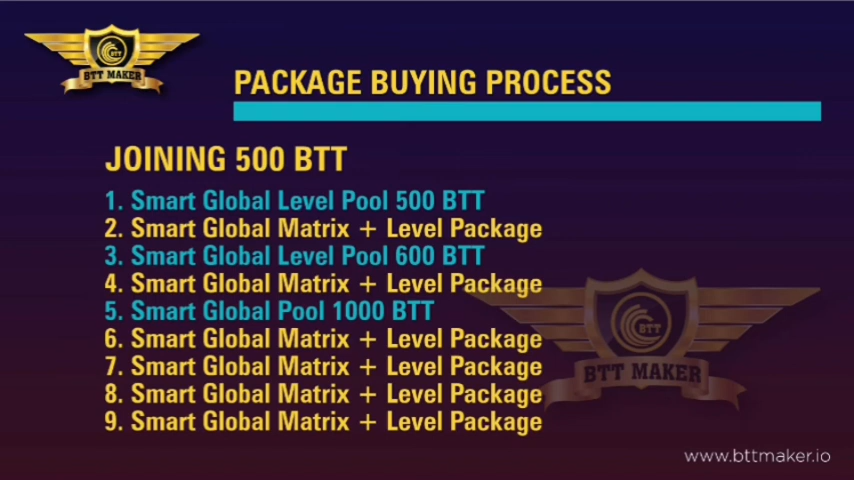 BTT
BTT MAKER
PACKAGE BUYING PROCESS
JOINING 500 BTT
1. Smart Global Level Pool 500 BTT
2. Smart Global Matrix + Level Package
3. Smart Global Level Pool 600 BTT
4. Smart Global Matrix + Level Package
5. Smart Global Pool 1000 BTT
6. Smart Global Matrix + Level Package
7. Smart Global Matrix + Level Package
8. Smart Global Matrix + Level Package
9. Smart Global Matrix + Level Package
BTT
BTT MAKER
www.bttmaker.io